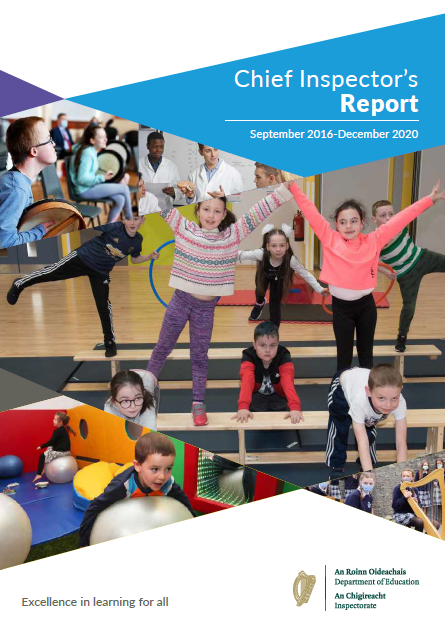 Chief Inspector's
Report
September 2016-December 2020
Excellence in learning for all
An Roinn Oideachais
Department of Education
An Chigireacht
Inspectorate